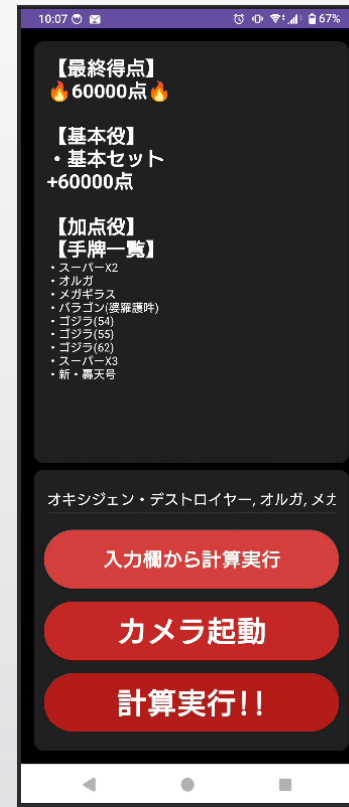 10:07
67%
【最終得点】
🔥60000点🔥
【基本役】
・基本セット
+60000点
【加点役】
【手牌一覧】
・スーパーX2
・オルガ
・メガギラス
・バラゴン(婆羅護吽)
・ゴジラ(54)
・ゴジラ(55)
・ゴジラ(62)
・スーパーX3
・新・轟天号
オキシジェン・デストロイヤー, オルガ, メガ
入力欄から計算実行
カメラ起動
計算実行!!